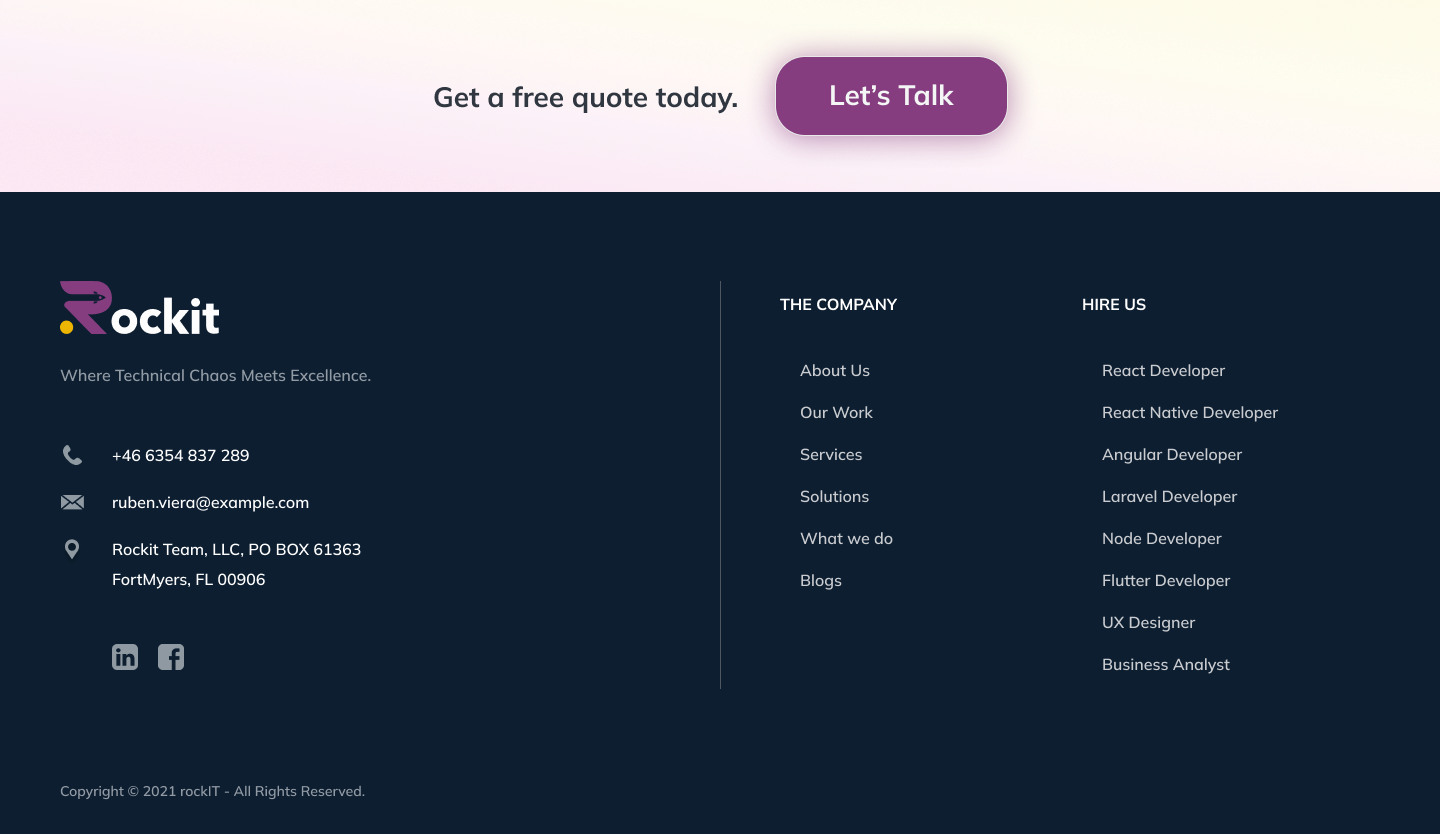 Get a free quote today.
Let’s Talk
Rockit
Where Technical Chaos Meets Excellence.
+46 6354 837 289
ruben.viera@example.com
Rockit Team, LLC, PO BOX 61363
FortMyers, FL 00906
in f
THE COMPANY
About Us
Our Work
Services
Solutions
What we do
Blogs
HIRE US
React Developer
React Native Developer
Angular Developer
Laravel Developer
Node Developer
Flutter Developer
UX Designer
Business Analyst
Copyright © 2021 rockIT - All Rights Reserved.